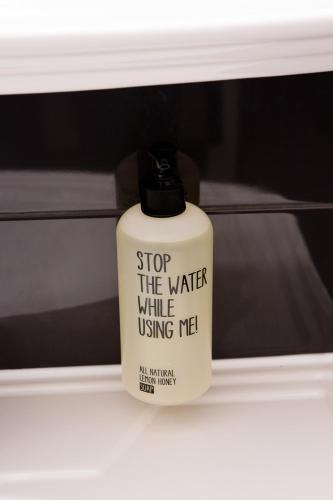 STOP
THE WATER
WHILE
USING ME!
ALL NATURAL
LEMON HONEY
SOAP